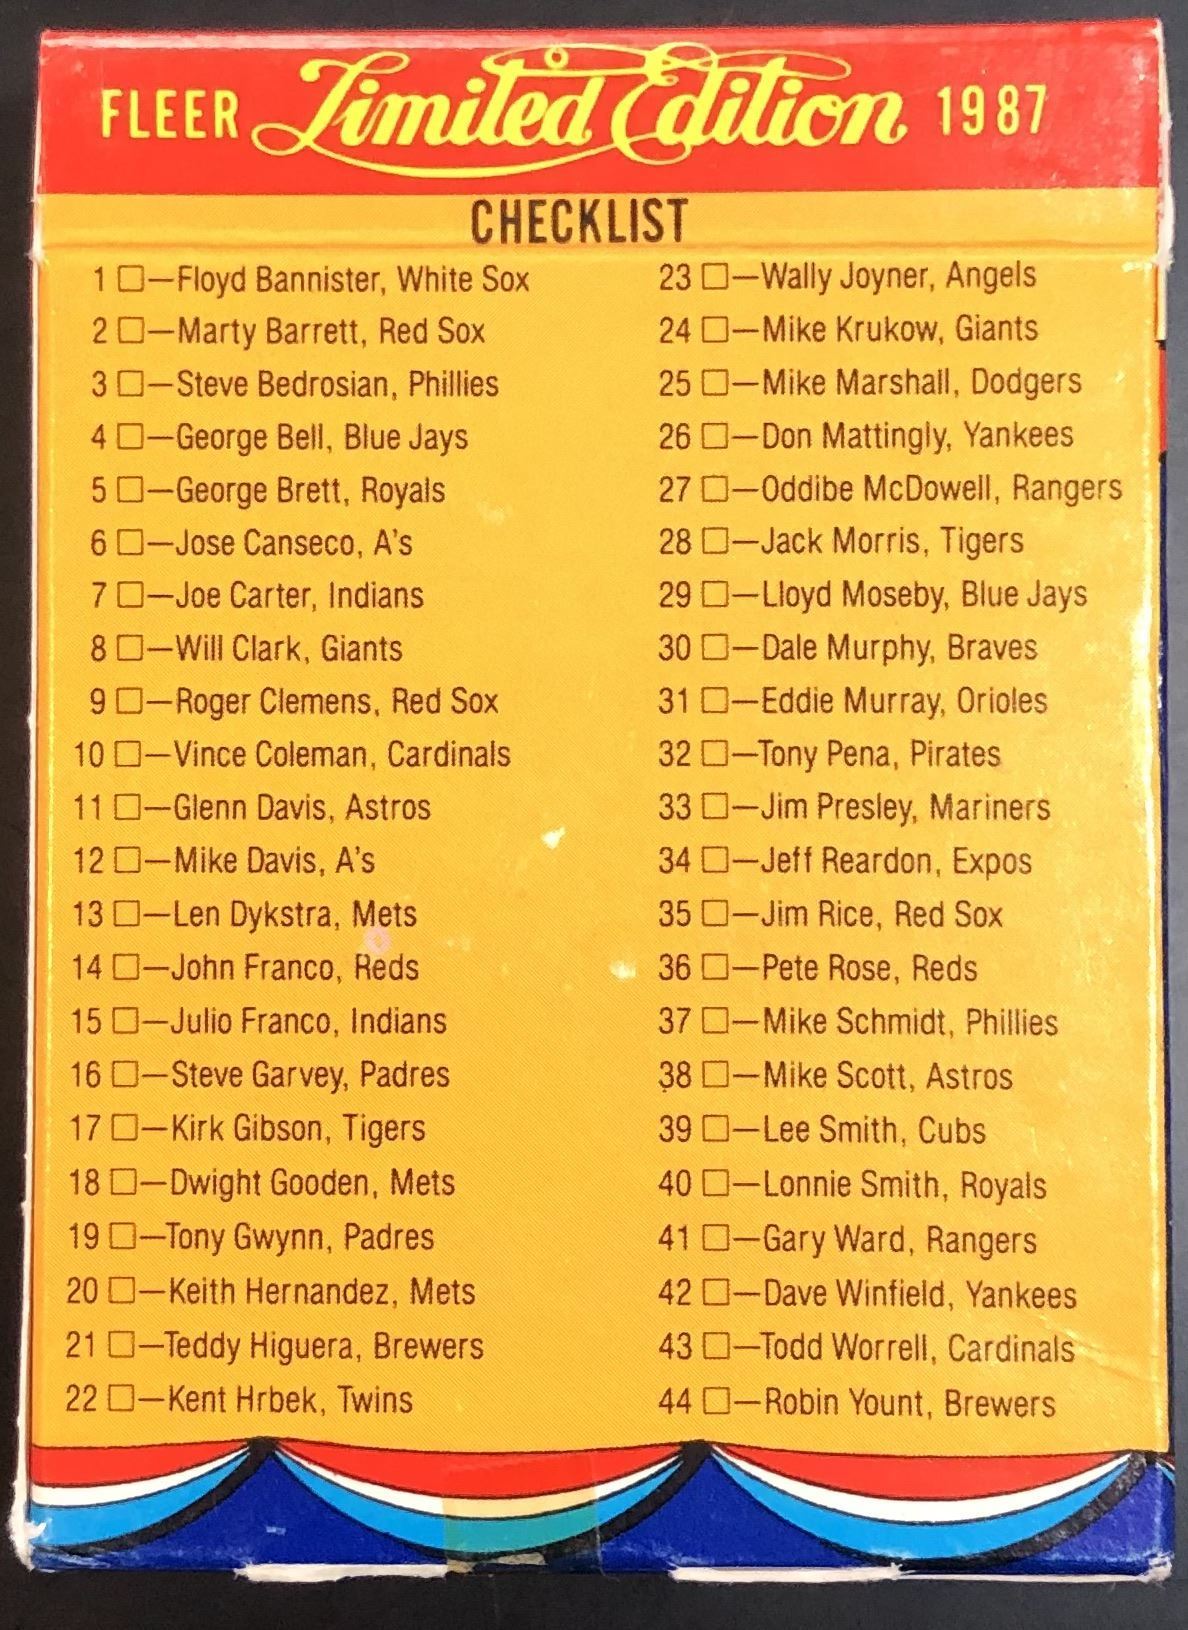 FLEER Limited Edition 1987
CHECKLIST
1 □—Floyd Bannister, White Sox
2 □—Marty Barrett, Red Sox
3 □—Steve Bedrosian, Phillies
4 □—George Bell, Blue Jays
5 □—George Brett, Royals
6 □—Jose Canseco, A's
7 □—Joe Carter, Indians
8 □—Will Clark, Giants
9 □—Roger Clemens, Red Sox
10 □—Vince Coleman, Cardinals
11 □—Glenn Davis, Astros
12 □—Mike Davis, A's
13 □—Len Dykstra, Mets
14 □—John Franco, Reds
15 □—Julio Franco, Indians
16 □—Steve Garvey, Padres
17 □—Kirk Gibson, Tigers
18 □—Dwight Gooden, Mets
19 □—Tony Gwynn, Padres
20 □—Keith Hernandez, Mets
21 □—Teddy Higuera, Brewers
22 □—Kent Hrbek, Twins
23 □—Wally Joyner, Angels
24 □—Mike Krukow, Giants
25 □—Mike Marshall, Dodgers
26 □—Don Mattingly, Yankees
27 □—Oddibe McDowell, Rangers
28 □—Jack Morris, Tigers
29 □—Lloyd Moseby, Blue Jays
30 □—Dale Murphy, Braves
31 □—Eddie Murray, Orioles
32 □—Tony Pena, Pirates
33 □—Jim Presley, Mariners
34 □—Jeff Reardon, Expos
35 □—Jim Rice, Red Sox
36 □—Pete Rose, Reds
37 □—Mike Schmidt, Phillies
38 □—Mike Scott, Astros
39 □—Lee Smith, Cubs
40 □—Lonnie Smith, Royals
41 □—Gary Ward, Rangers
42 □—Dave Winfield, Yankees
43 □—Todd Worrell, Cardinals
44 □—Robin Yount, Brewers